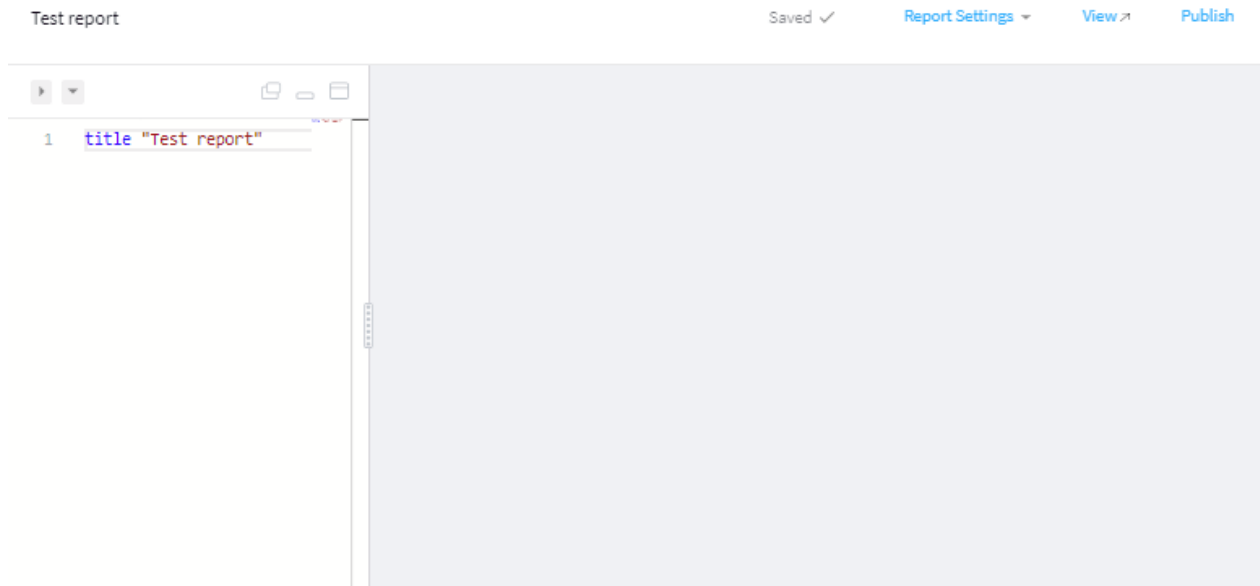 Test report
Saved
Report Settings
View
Publish
1 title "Test report"